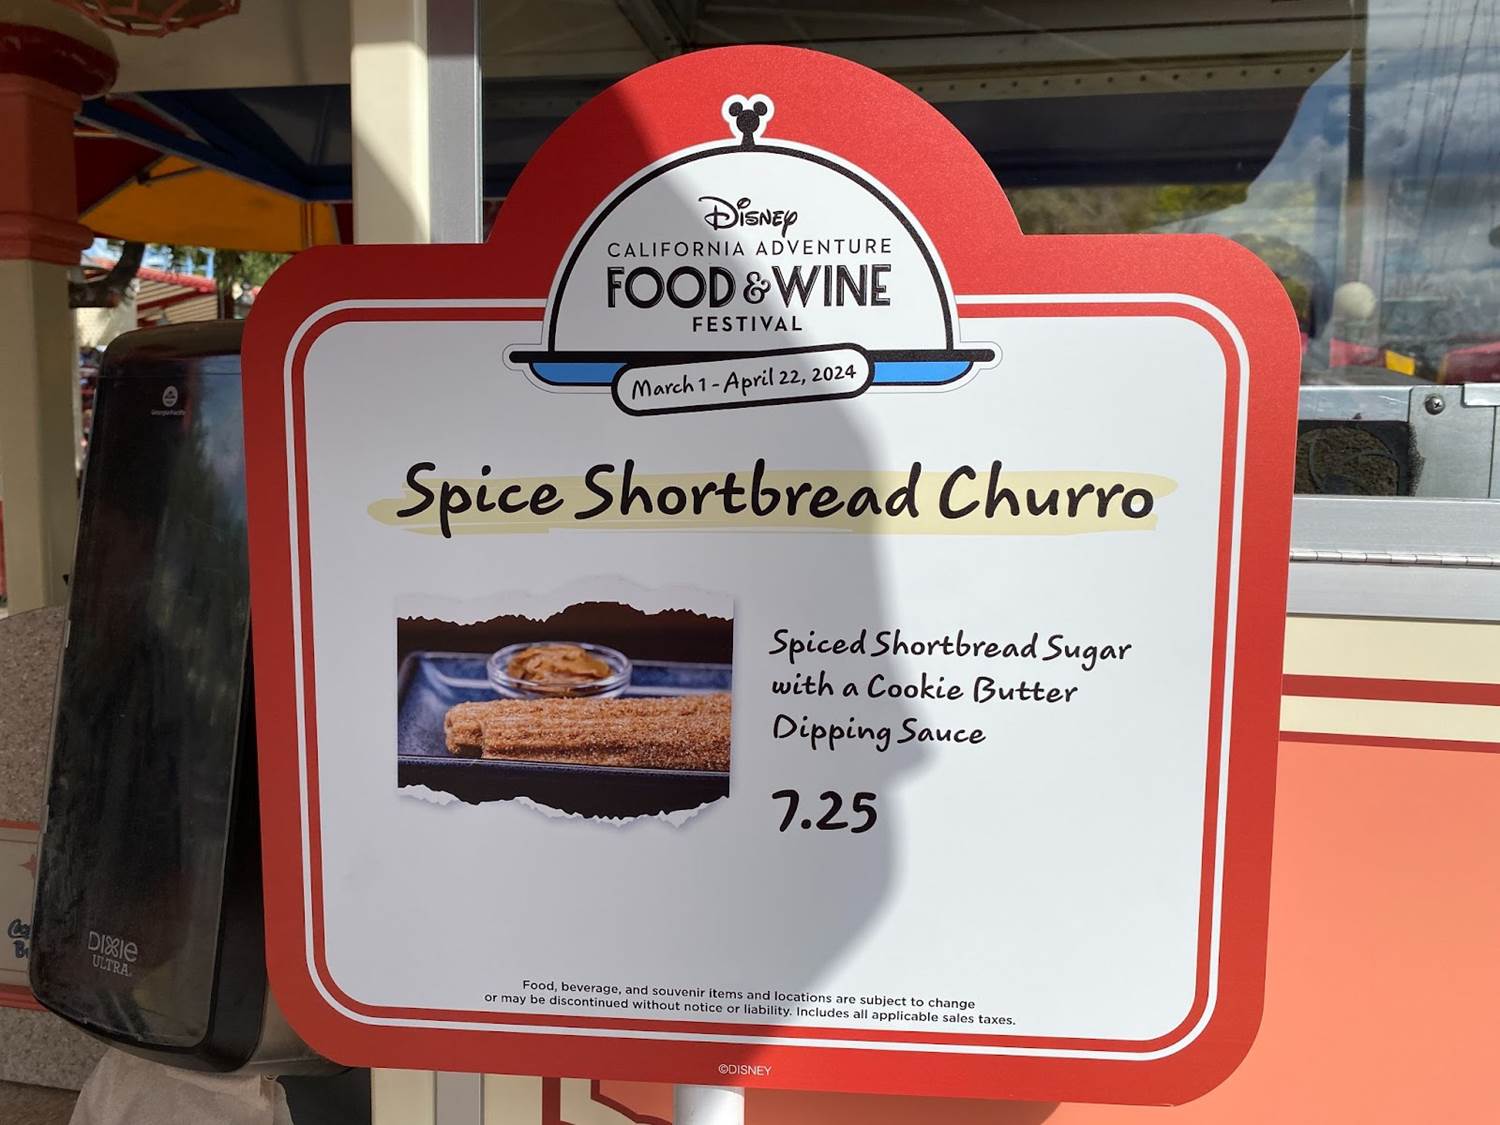 Disney
CALIFORNIA ADVENTURE
FOOD & WINE
FESTIVAL
March 1 - April 22, 2024
Spice Shortbread Churro
Spiced Shortbread Sugar
with a Cookie Butter
Dipping Sauce
7.25
Food, beverage, and souvenir items and locations are subject to change
or may be discontinued without notice or liability. Includes all applicable sales taxes.
©DISNEY
Georgia-Pacific
DIXIE
ULTRA